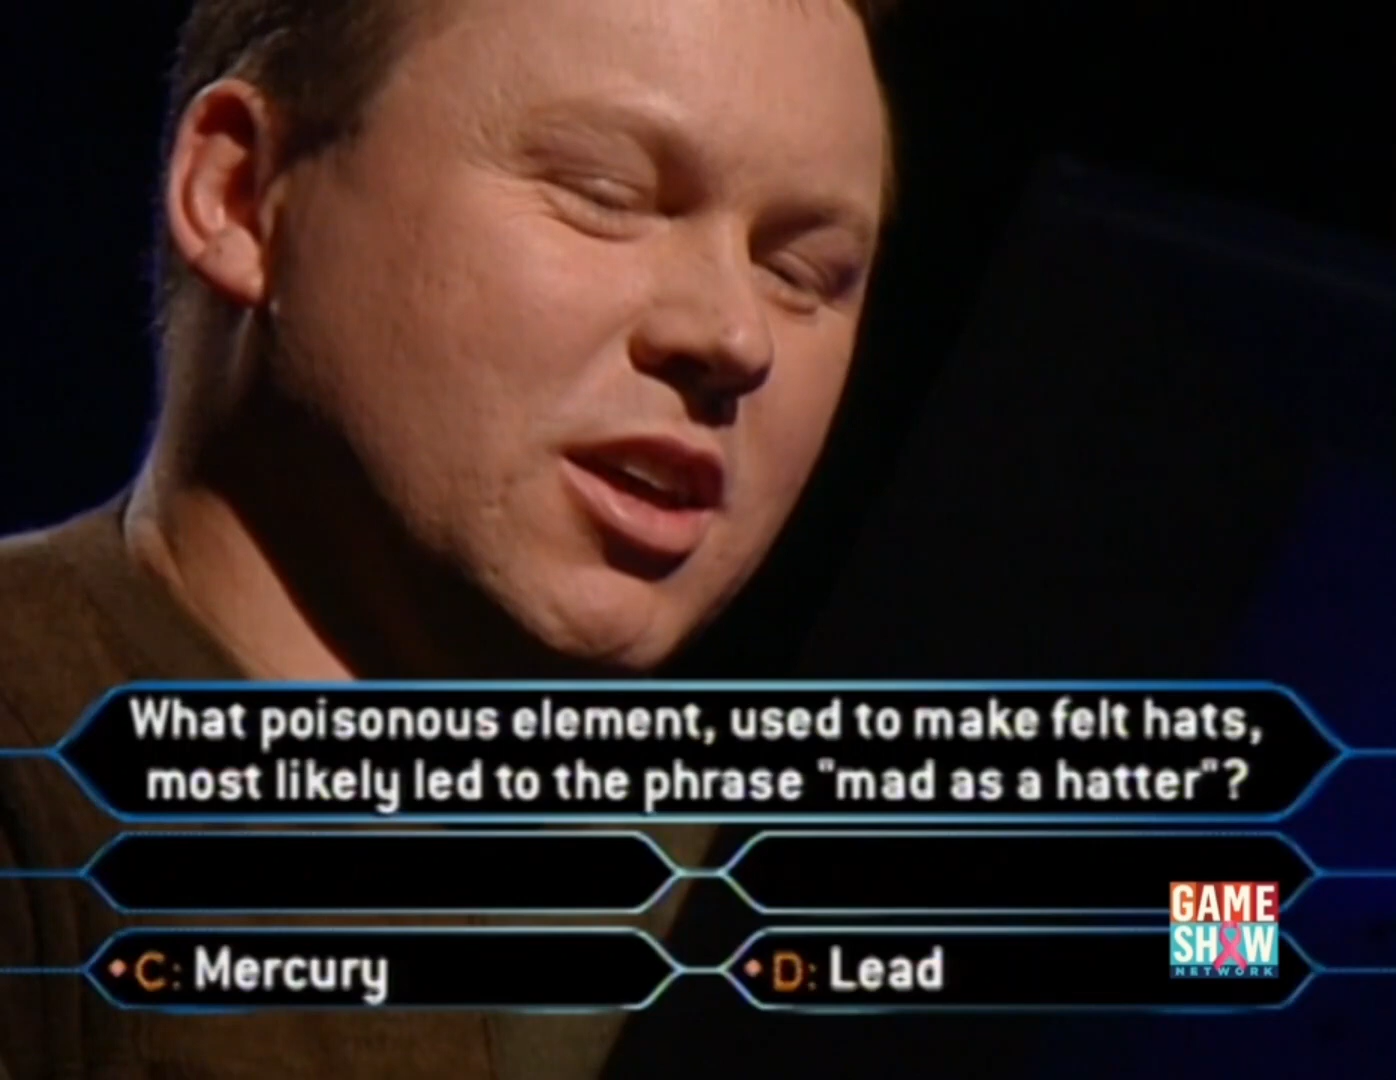 What poisonous element, used to make felt hats,
most likely led to the phrase "mad as a hatter"?
C: Mercury
D: Lead
GAME
SHOW
NETWORK